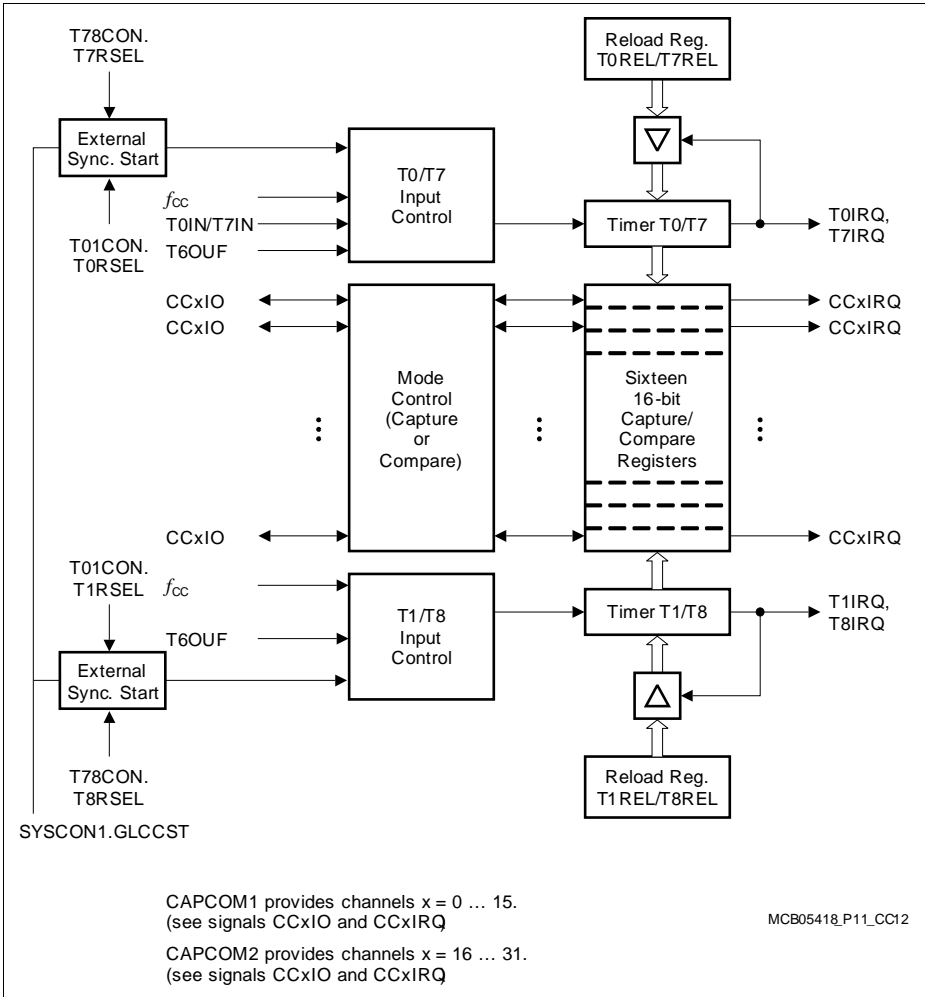 T78CON.
T7RSEL
Reload Reg.
T0REL/T7REL
External
Sync. Start
T0/T7
Input
Control
fCC
T0IN/T7IN
T6OUF
Timer T0/T7
T0IRQ,
T7IRQ
T01CON.
T0RSEL
CCxIO
CCxIO
CCxIRQ
CCxIRQ
Mode
Control
(Capture
or
Compare)
Sixteen
16-bit
Capture/
Compare
Registers
CCxIO
CCxIRQ
T01CON.
T1RSEL
fCC
T6OUF
T1/T8
Input
Control
Timer T1/T8
T1IRQ,
T8IRQ
External
Sync. Start
T78CON.
T8RSEL
Reload Reg.
T1REL/T8REL
SYSCON1.GLCCST
CAPCOM1 provides channels x = 0 … 15.
(see signals CCxIO and CCxIRQ)
MCB05418_P11_CC12
CAPCOM2 provides channels x = 16 … 31.
(see signals CCxIO and CCxIRQ)